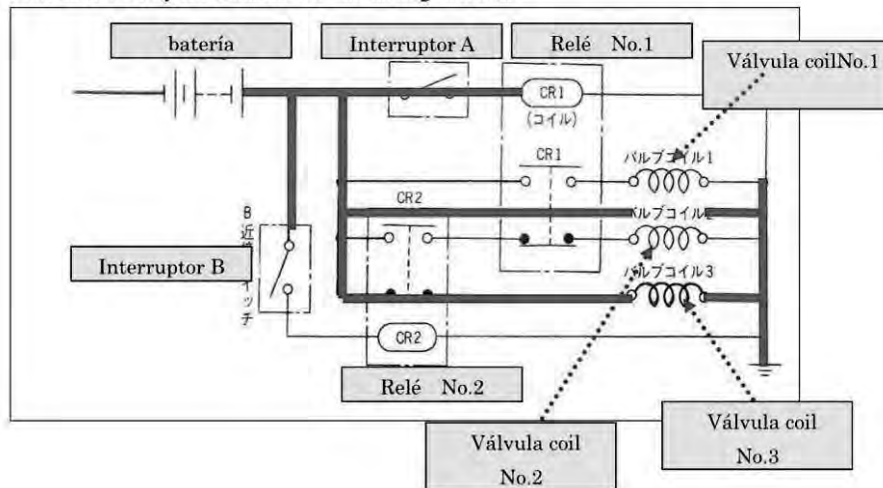 batería
Interruptor A
Relé No.1
Válvula coilNo.1
CR1
(コイル)
CR1
バルブコイル1
CR2
バルブコイル2
B
Interruptor B
バルブコイル3
ッ
チ
CR2
Relé No.2
Válvula coil
No.2
Válvula coil
No.3